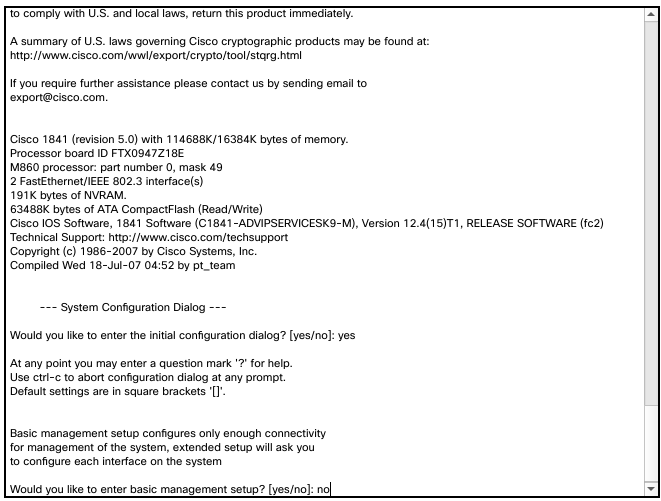 to comply with U.S. and local laws, return this product immediately.
A summary of U.S. laws governing Cisco cryptographic products may be found at:
http://www.cisco.com/wwl/export/crypto/tool/stqrg.html
If you require further assistance please contact us by sending email to
export@cisco.com.
Cisco 1841 (revision 5.0) with 114688K/16384K bytes of memory.
Processor board ID FTX0947Z18E
M860 processor: part number 0, mask 49
2 FastEthernet/IEEE 802.3 interface(s)
191K bytes of NVRAM.
63488K bytes of ATA CompactFlash (Read/Write)
Cisco IOS Software, 1841 Software (C1841-ADVIPSERVICESK9-M), Version 12.4(15)T1, RELEASE SOFTWARE (fc2)
Technical Support: http://www.cisco.com/techsupport
Copyright (c) 1986-2007 by Cisco Systems, Inc.
Compiled Wed 18-Jul-07 04:52 by pt_team
--- System Configuration Dialog ---
Would you like to enter the initial configuration dialog? [yes/no]: yes
At any point you may enter a question mark '?' for help.
Use ctrl-c to abort configuration dialog at any prompt.
Default settings are in square brackets '[]'.
Basic management setup configures only enough connectivity
for management of the system, extended setup will ask you
to configure each interface on the system
Would you like to enter basic management setup? [yes/no]: no